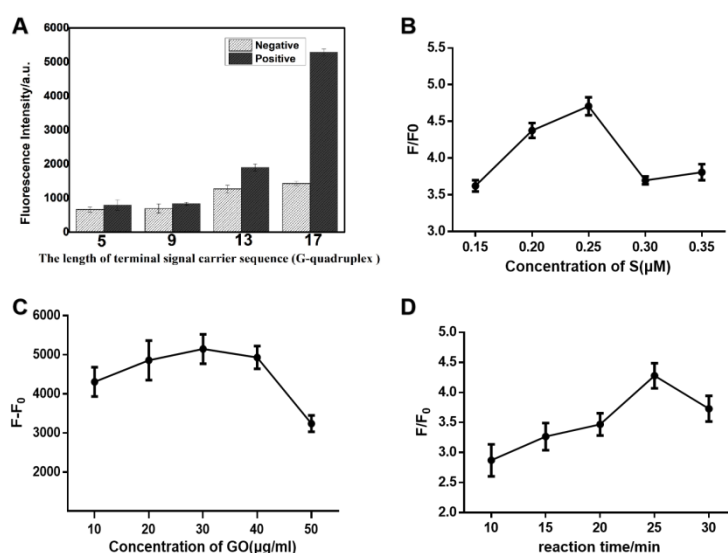 A
Fluorescence Intensity/a.u.
6000
5000
4000
3000
2000
1000
0
Negative
Positive
5 9 13 17
The length of terminal signal carrier sequence (G-quadruplex )
B
F/F0
5.5
5.0
4.5
4.0
3.5
3.0
0.15 0.20 0.25 0.30 0.35
Concentration of S(μM)
C
F-F0
6000
5000
4000
3000
2000
10 20 30 40 50
Concentration of GO(μg/ml)
D
F/F0
5.0
4.5
4.0
3.5
3.0
2.5
2.0
10 15 20 25 30
reaction time/min